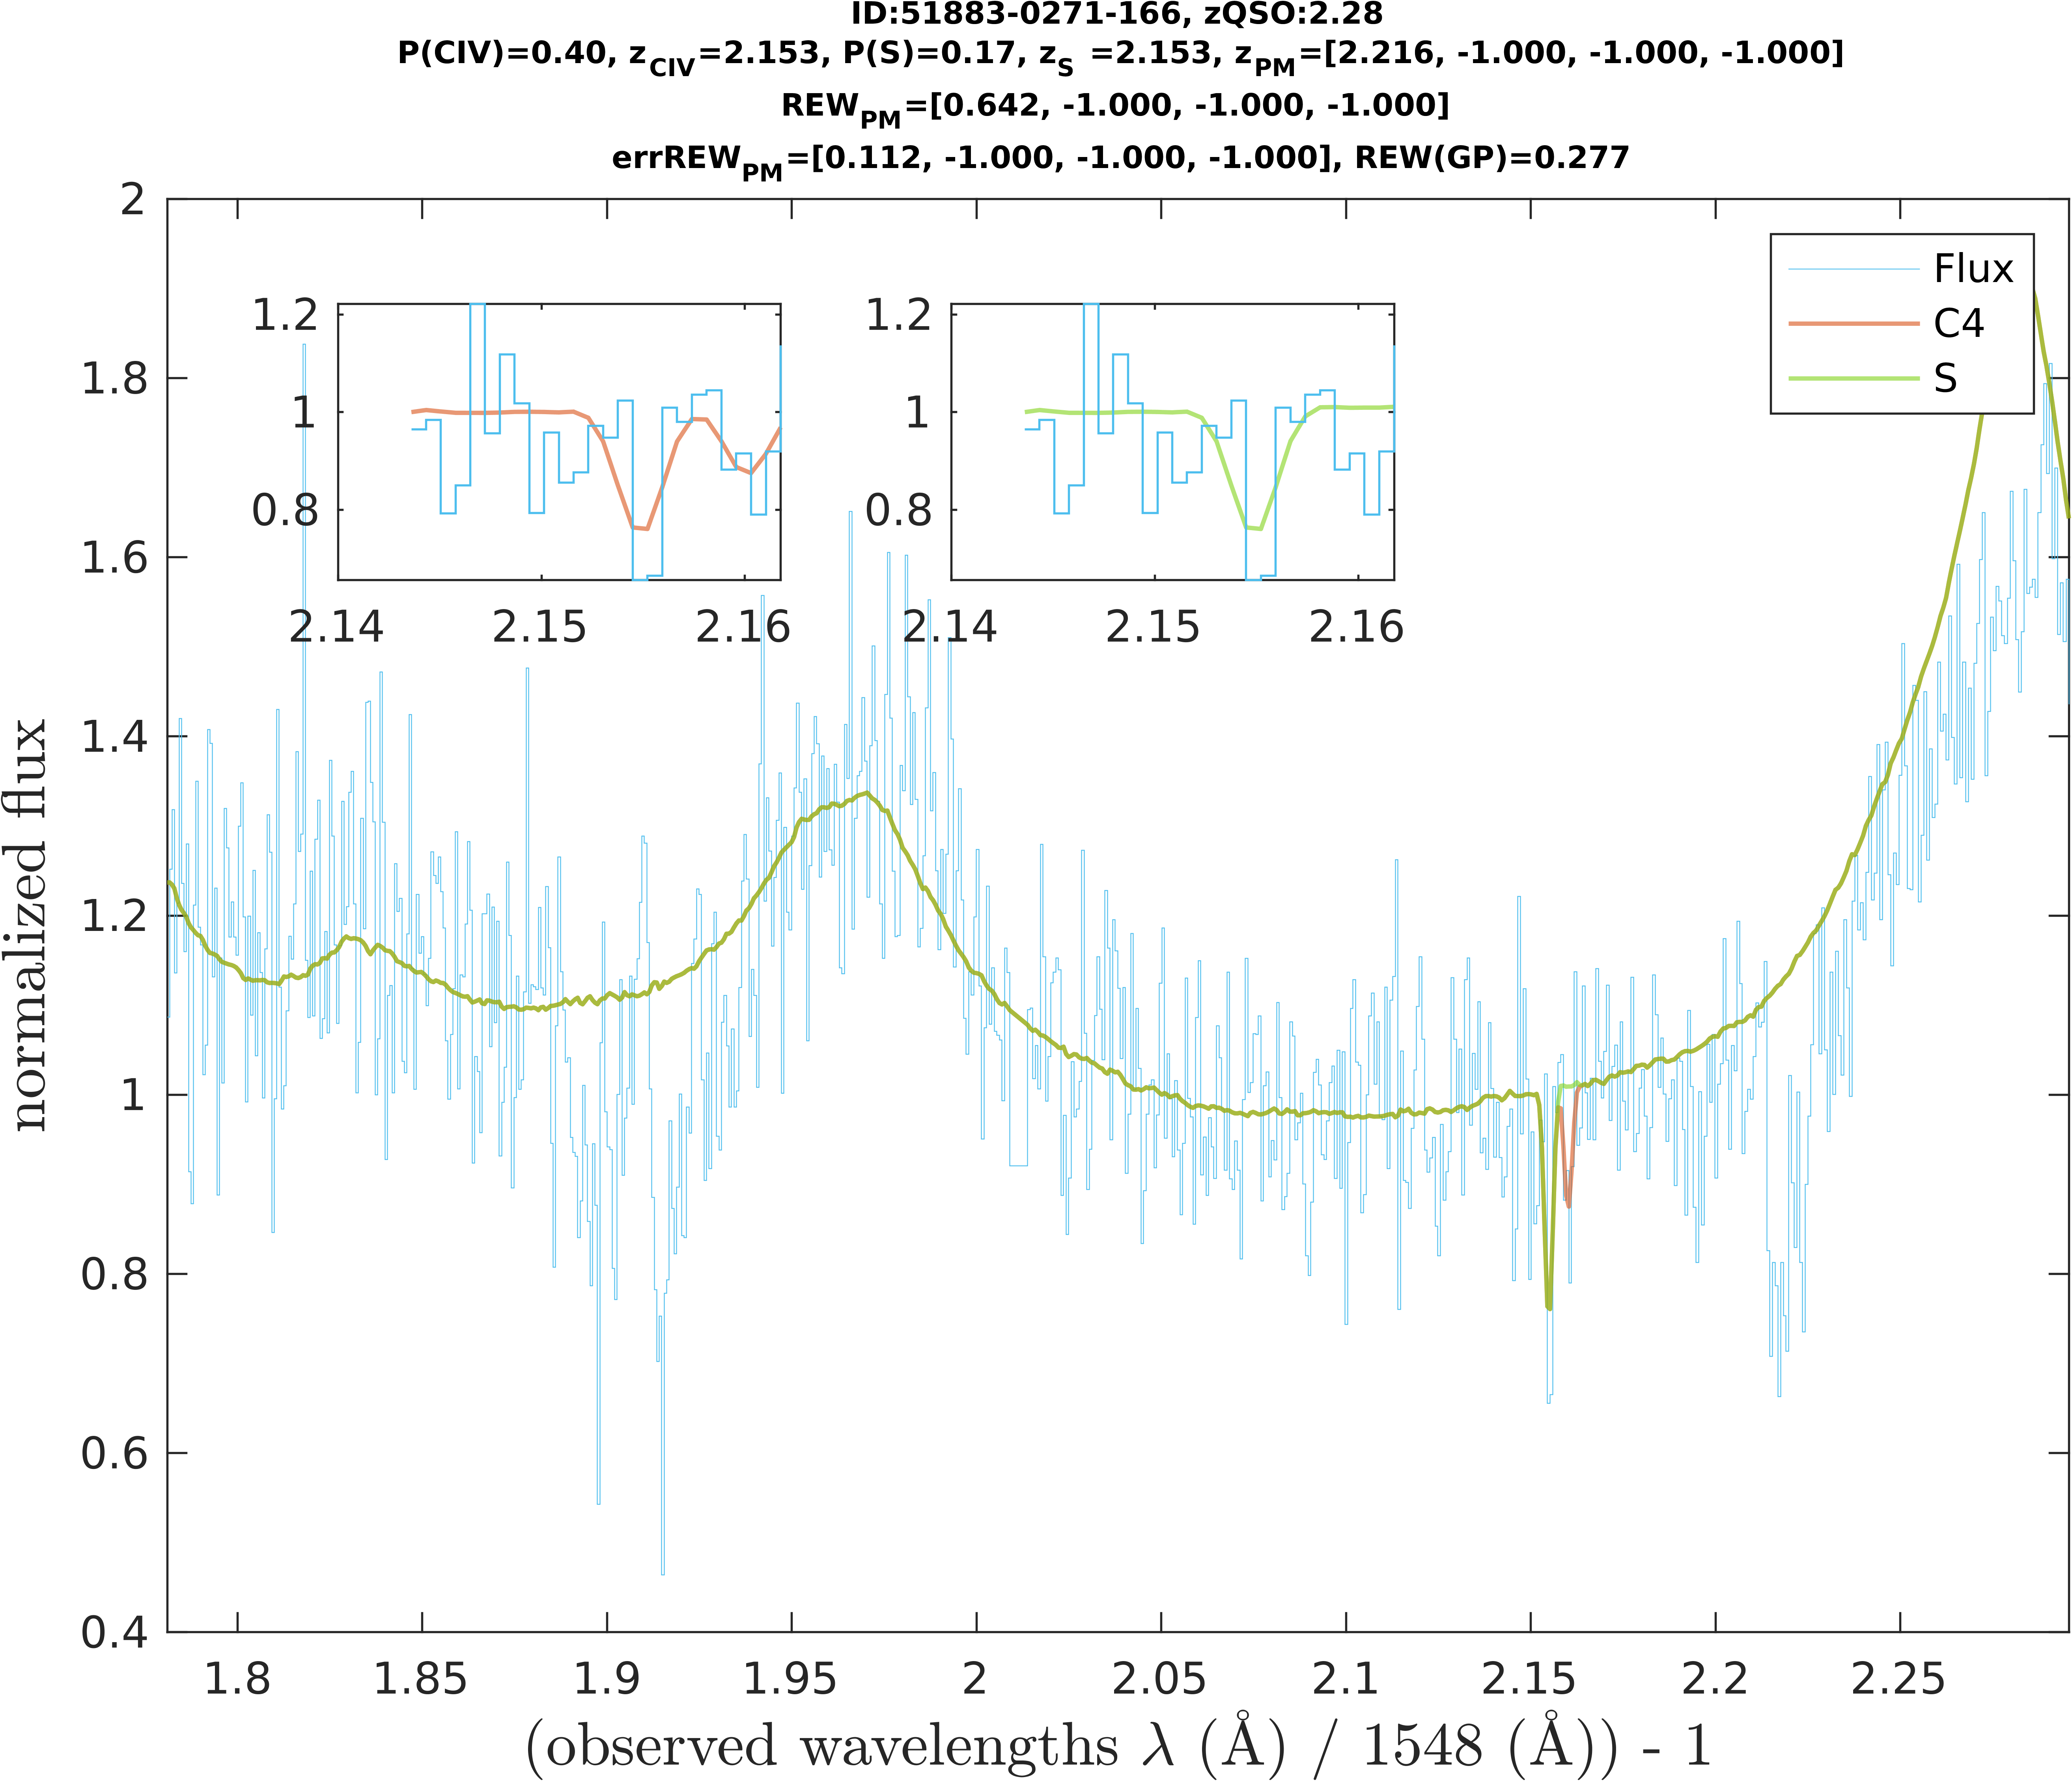 ID:51883-0271-166, zQSO:2.28
P(CIV)=0.40, zCIV=2.153, P(S)=0.17, zS =2.153, zPM=[2.216, -1.000, -1.000, -1.000]
REWPM=[0.642, -1.000, -1.000, -1.000]
errREWPM=[0.112, -1.000, -1.000, -1.000], REW(GP)=0.277
2
1.8
1.6
1.4
1.2
1
0.8
0.6
0.4
normalized flux
1.2
1
0.8
2.14 2.15 2.16
1.2
1
0.8
2.14 2.15 2.16
Flux
C4
S
1.8 1.85 1.9 1.95 2 2.05 2.1 2.15 2.2 2.25
(observed wavelengths λ (Å) / 1548 (Å)) - 1